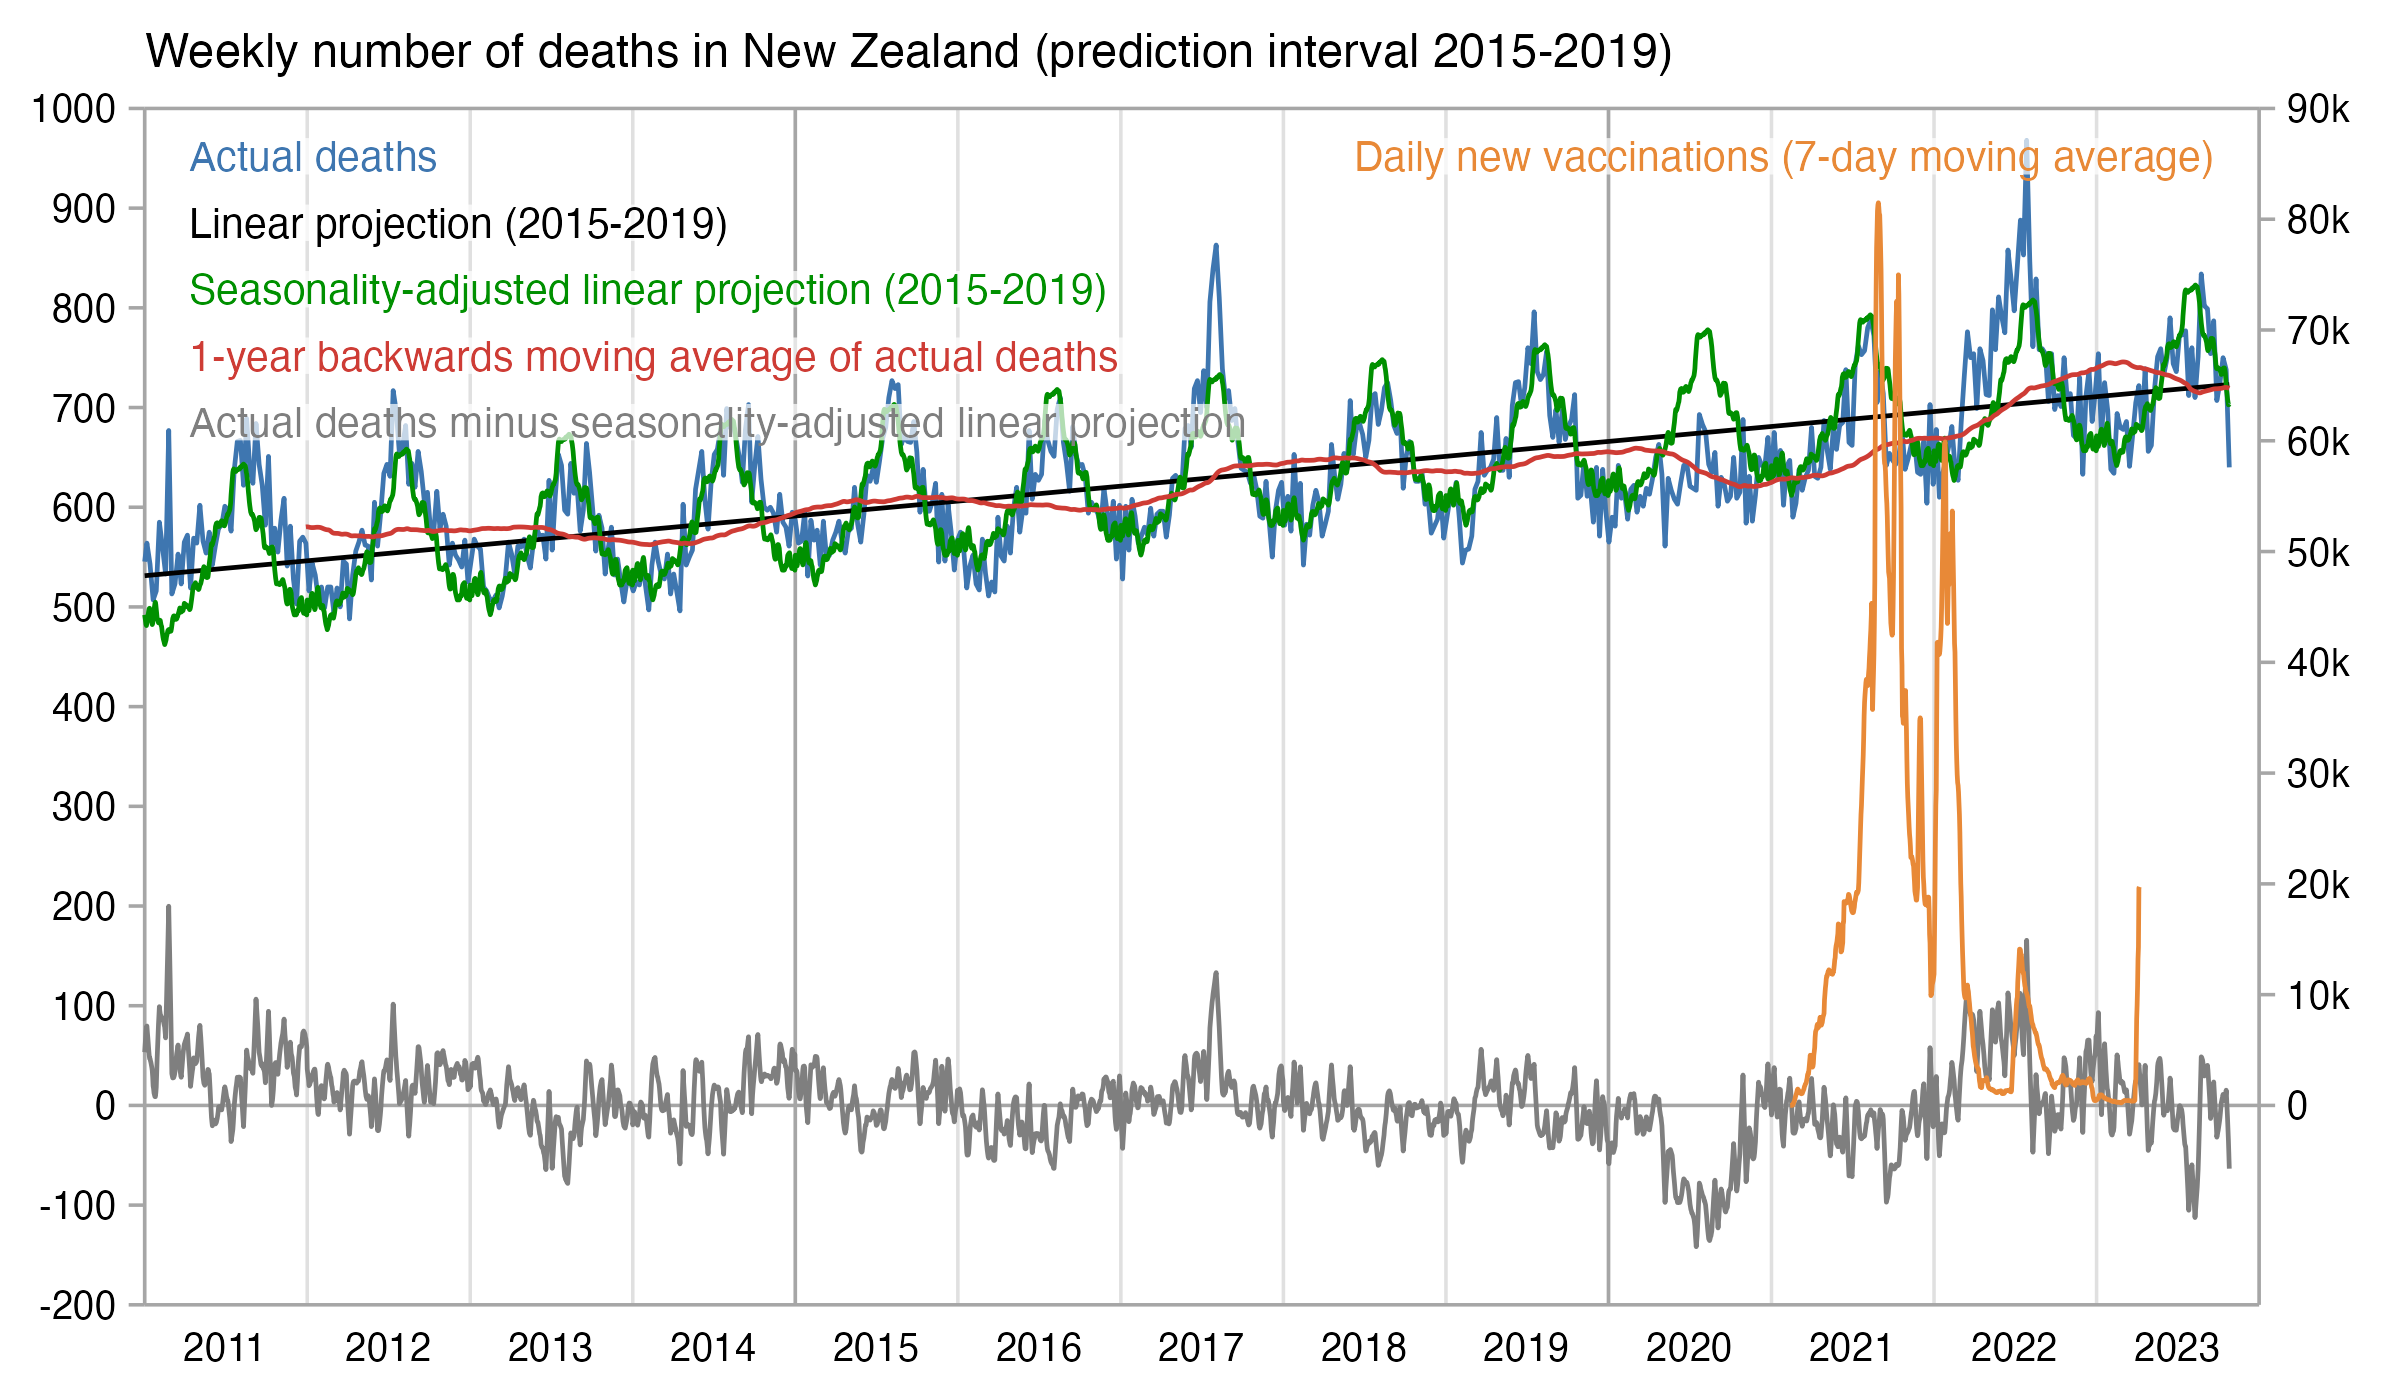 Weekly number of deaths in New Zealand (prediction interval 2015-2019)
1000
90k
Actual deaths
Daily new vaccinations (7-day moving average)
900
80k
Linear projection (2015-2019)
800
70k
Seasonality-adjusted linear projection (2015-2019)
1-year backwards moving average of actual deaths
700
60k
Actual deaths minus seasonality-adjusted linear projection
600
50k
500
40k
400
30k
300
20k
200
10k
100
0
0
-100
-200
2011 2012 2013 2014 2015 2016 2017 2018 2019 2020 2021 2022 2023